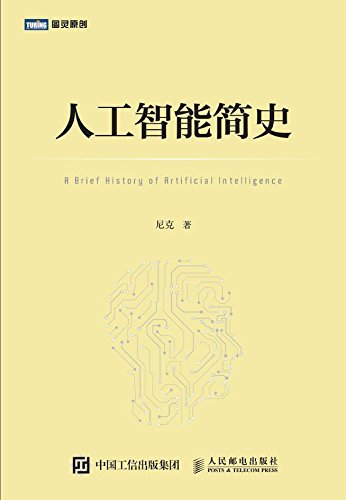 TURING 图灵原创
人工智能简史
A Brief History of Artificial Intelligence
尼克 著
中国工信出版集团 人民邮电出版社
POSTS & TELECOM PRESS